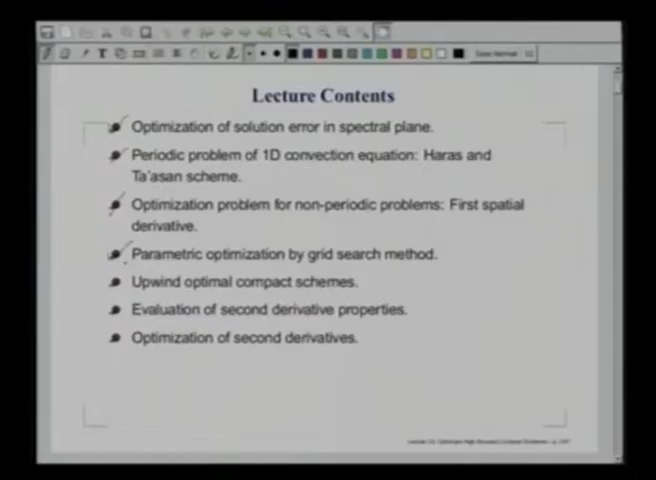 Lecture Contents
Optimization of solution error in spectral plane.
Periodic problem of 1D convection equation: Haras and
Ta'asan scheme.
Optimization problem for non-periodic problems: First spatial
derivative.
Parametric optimization by grid search method.
Upwind optimal compact schemes.
Evaluation of second derivative properties.
Optimization of second derivatives.